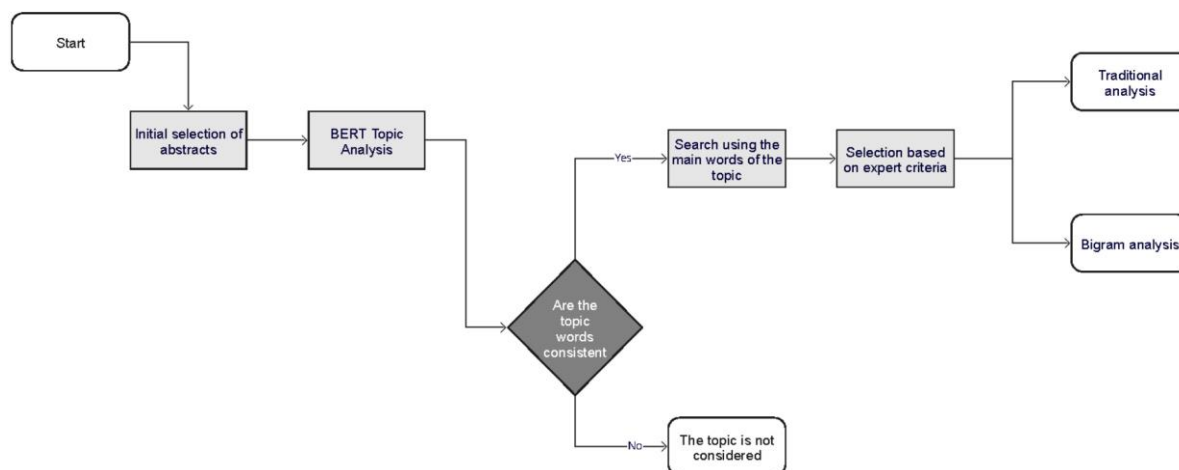 Start
Initial selection of
abstracts
BERT Topic
Analysis
Are the
topic
words
consistent
Yes
Search using the
main words of the
topic
Selection based
on expert criteria
Traditional
analysis
Bigram analysis
No
The topic is not
considered